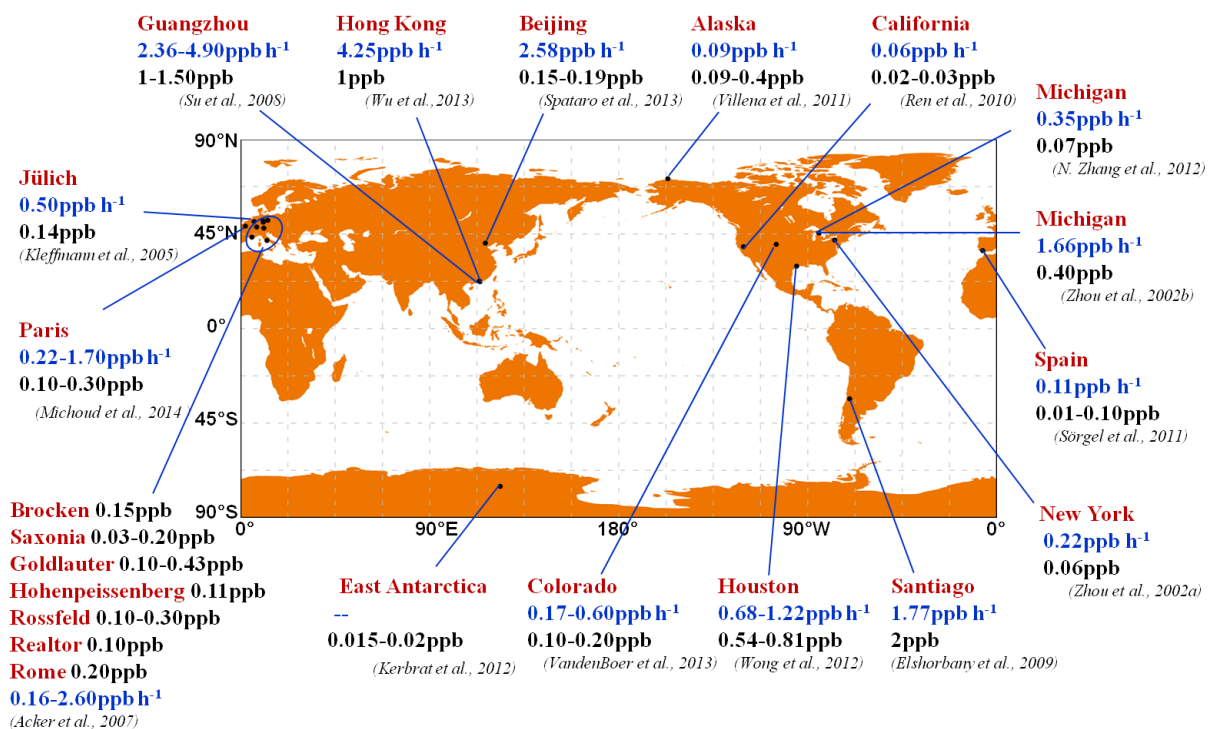 Guangzhou
2.36-4.90ppb h-1
1-1.50ppb
(Su et al., 2008)
Hong Kong
4.25ppb h-1
1ppb
(Wu et al.,2013)
Beijing
2.58ppb h-1
0.15-0.19ppb
(Spataro et al., 2013)
Alaska
0.09ppb h-1
0.09-0.4ppb
(Villena et al., 2011)
California
0.06ppb h-1
0.02-0.03ppb
(Ren et al., 2010)
Michigan
0.35ppb h-1
0.07ppb
(N. Zhang et al., 2012)
Jülich
0.50ppb h-1
0.14ppb
(Kleffmann et al., 2005)
Michigan
1.66ppb h-1
0.40ppb
(Zhou et al., 2002b)
Paris
0.22-1.70ppb h-1
0.10-0.30ppb
(Michoud et al., 2014
Spain
0.11ppb h-1
0.01-0.10ppb
(Sörgel et al., 2011)
90°N
45°N
0°
45°S
90°S
0°
90°E
180°
90°W
0°
Brocken 0.15ppb
Saxonia 0.03-0.20ppb
Goldlauter 0.10-0.43ppb
Hohenpeissenberg 0.11ppb
Rossfeld 0.10-0.30ppb
Realtor 0.10ppb
Rome 0.20ppb
0.16-2.60ppb h-1
(Acker et al., 2007)
East Antarctica
--
0.015-0.02ppb
(Kerbrat et al., 2012)
Colorado
0.17-0.60ppb h-1
0.10-0.20ppb
(VandenBoer et al., 2013)
Houston
0.68-1.22ppb h-1
0.54-0.81ppb
(Wong et al., 2012)
Santiago
1.77ppb h-1
2ppb
(Elshorbany et al., 2009)
New York
0.22ppb h-1
0.06ppb
(Zhou et al., 2002a)